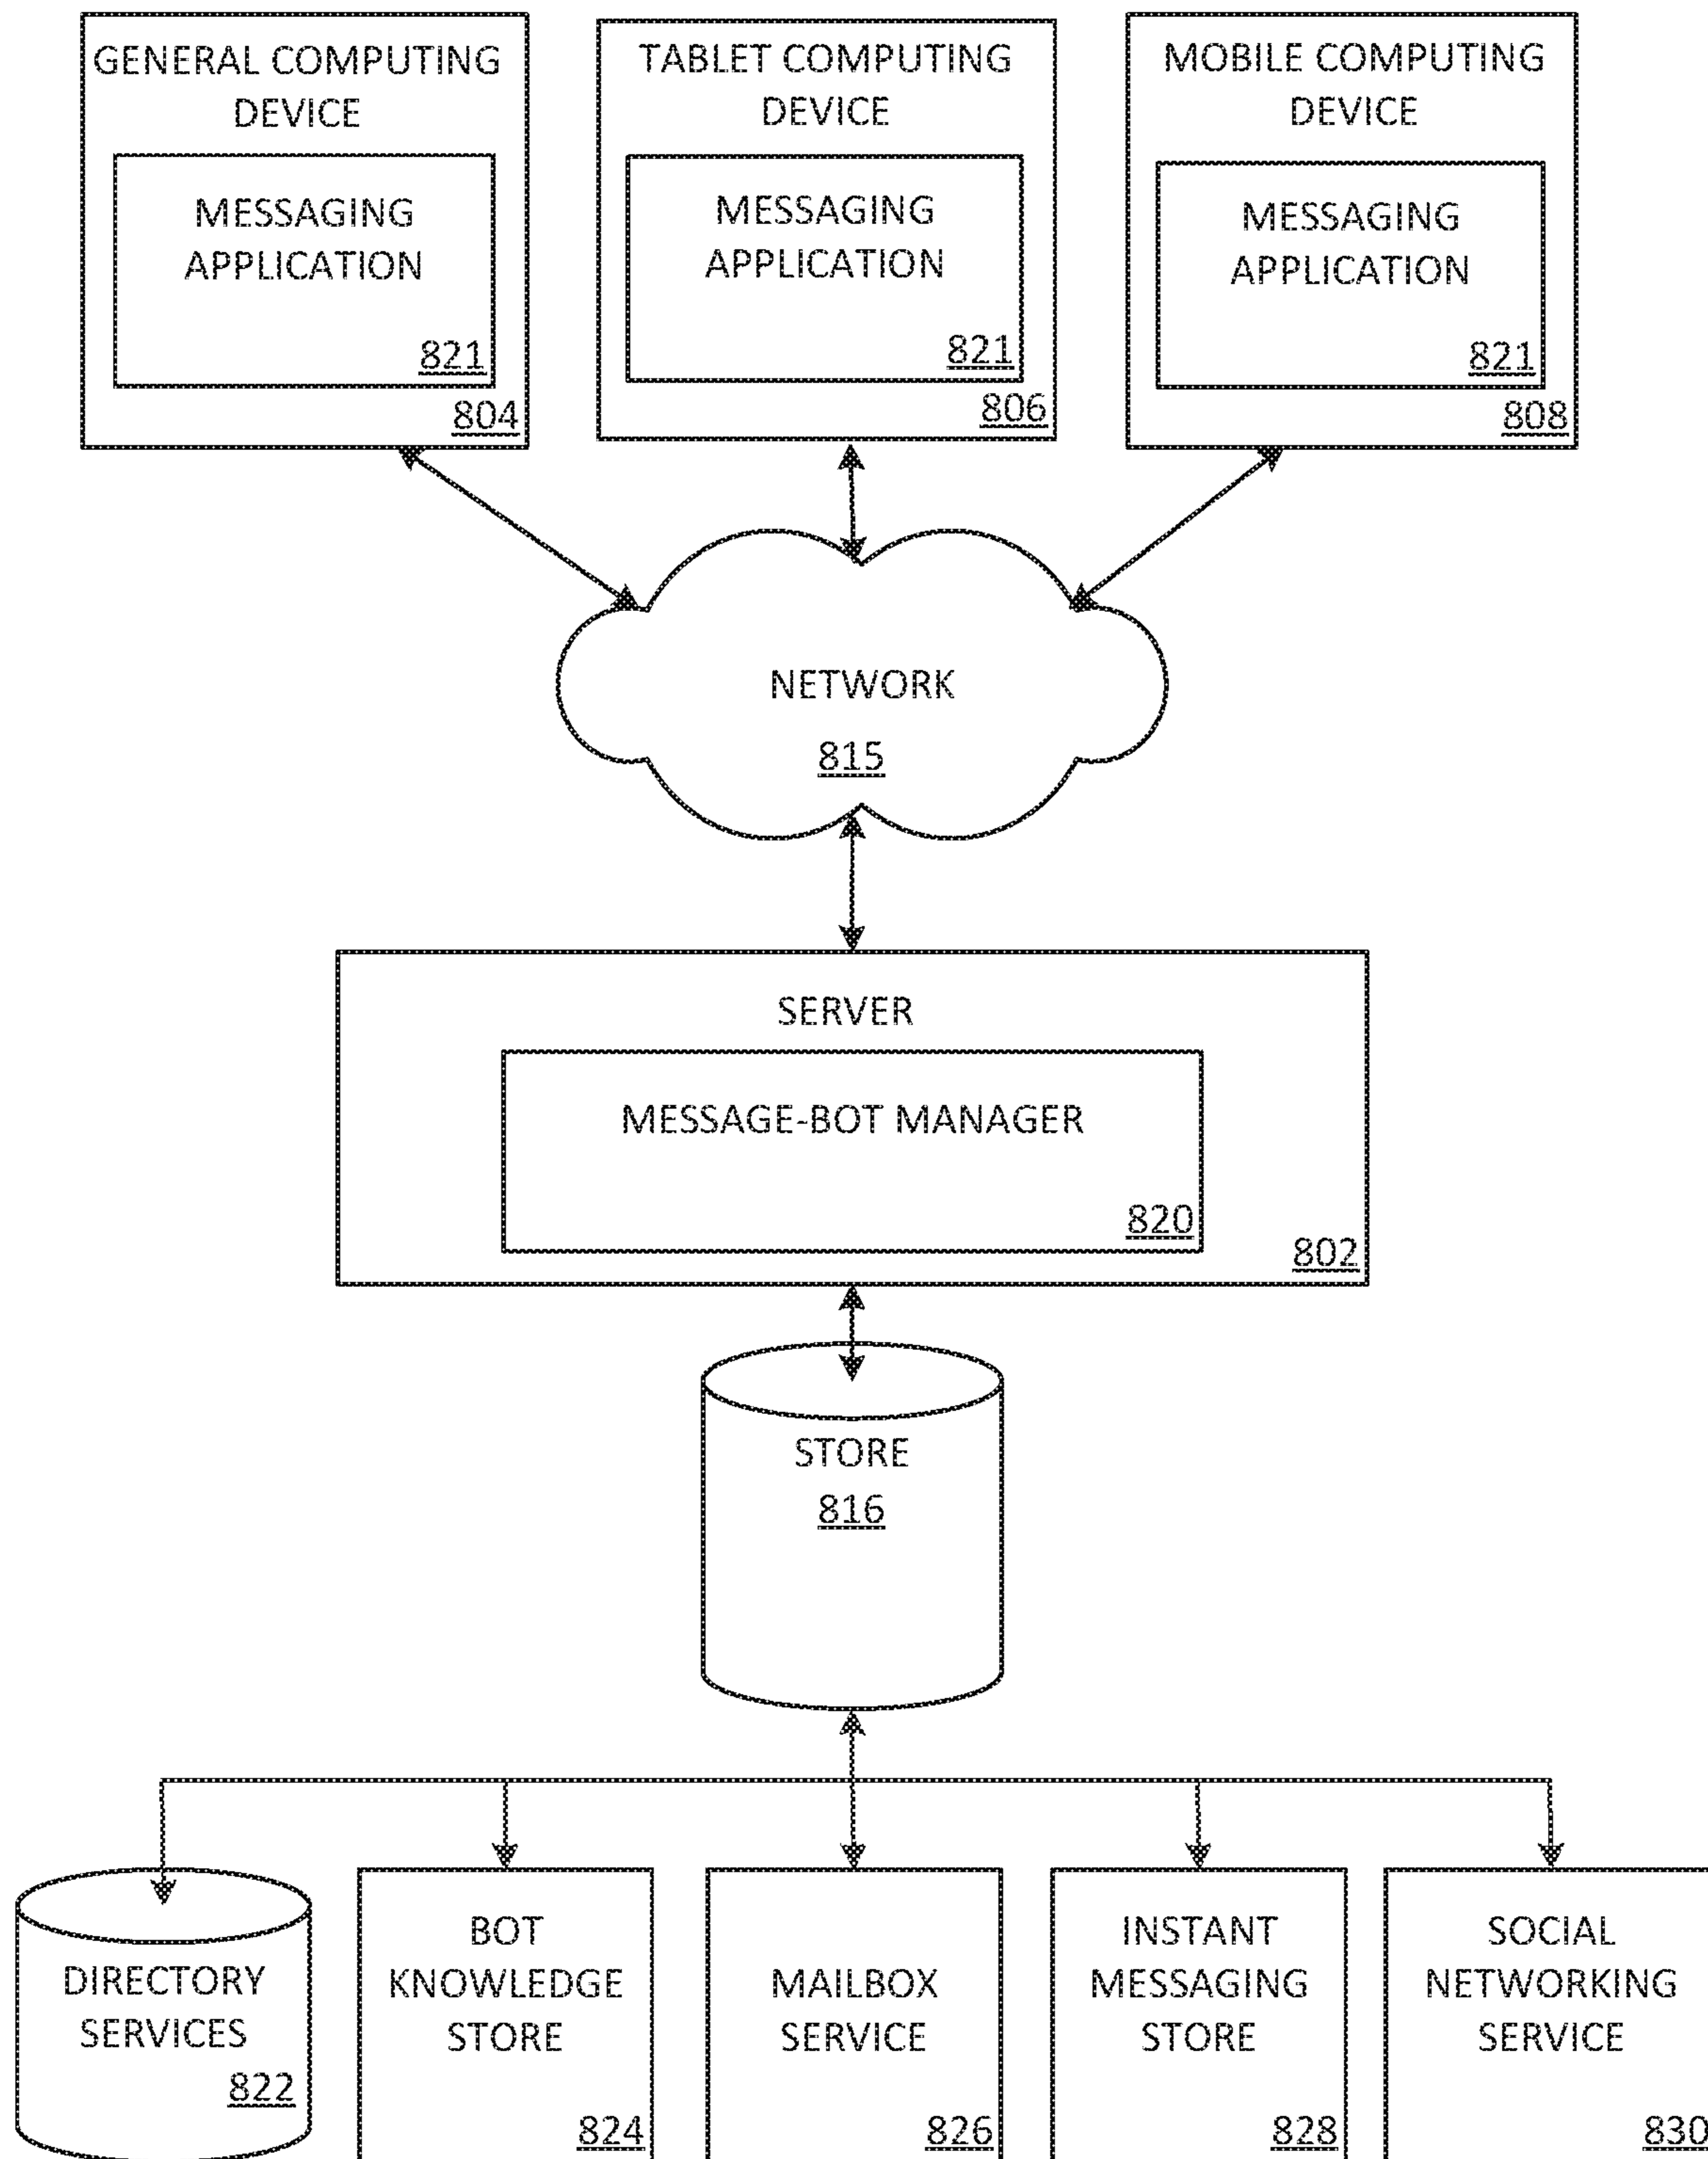 GENERAL COMPUTING
DEVICE
MESSAGING
APPLICATION
821
804
TABLET COMPUTING
DEVICE
MESSAGING
APPLICATION
821
806
MOBILE COMPUTING
DEVICE
MESSAGING
APPLICATION
821
808
NETWORK
815
SERVER
MESSAGE-BOT MANAGER
820
802
STORE
816
DIRECTORY
SERVICES
822
BOT
KNOWLEDGE
STORE
824
MAILBOX
SERVICE
826
INSTANT
MESSAGING
STORE
828
SOCIAL
NETWORKING
SERVICE
830